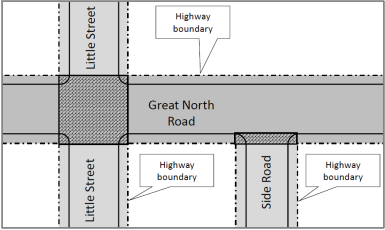 Little Street
Highway
boundary
Great North
Road
Little Street
Highway
boundary
Side Road
Highway
boundary